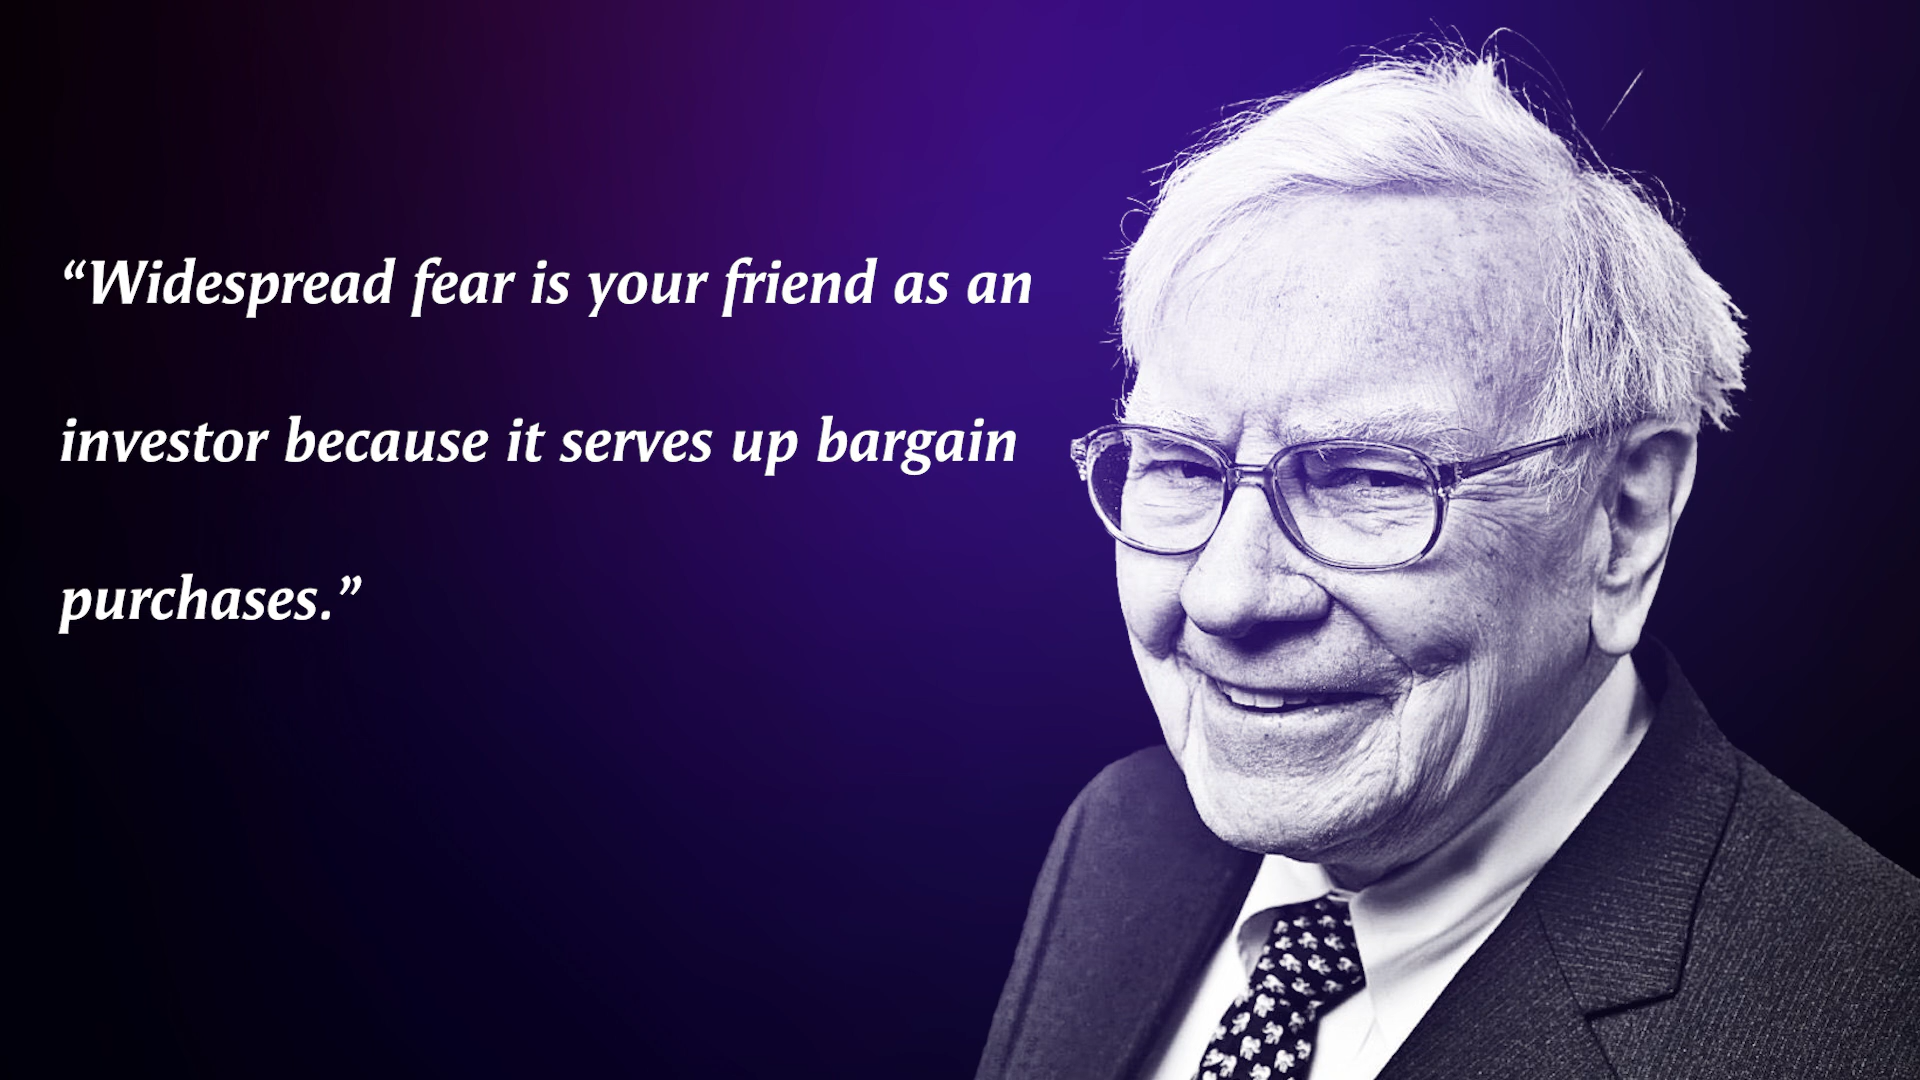 “Widespread fear is your friend as an
investor because it serves up bargain
purchases.”